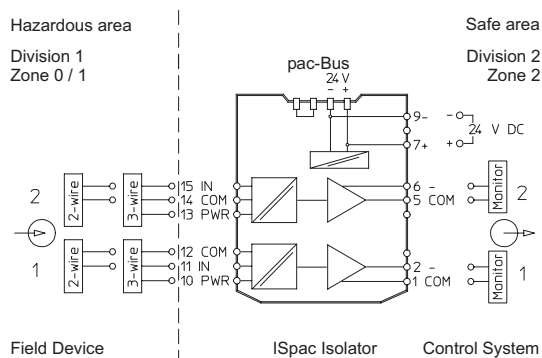 Hazardous area
Safe area
Division 1
Zone 0 / 1
Division 2
Zone 2
pac-Bus
24 V
- +
9-
- 
24 V DC
7+
+
2
2-wire
3-wire
15 IN
14 COM
13 PWR
6 -
5 COM
Monitor
2
1
2-wire
3-wire
12 COM
11 IN
10 PWR
2 -
1 COM
Monitor
1
Field Device
ISpac Isolator
Control System